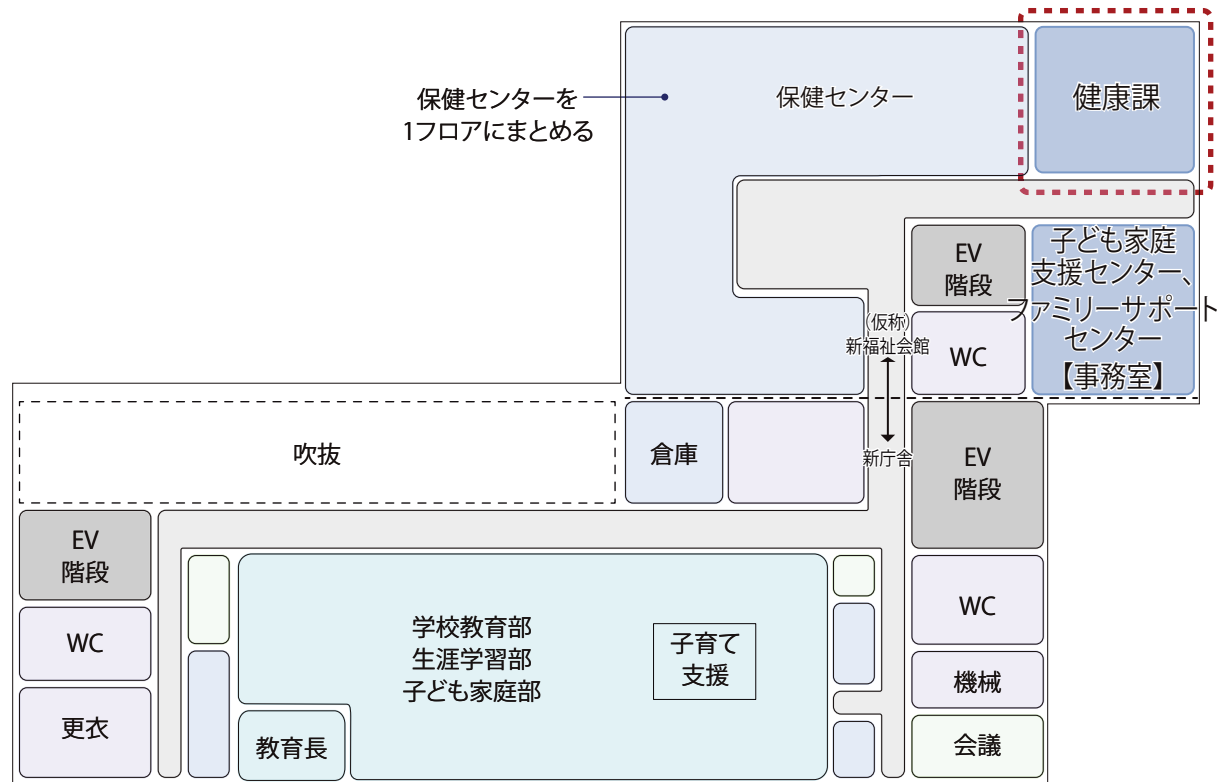 保健センターを
1フロアにまとめる
保健センター
健康課
EV
階段
子ども家庭
支援センター、
ファミリーサポート
センター
【事務室】
(仮称)
新福祉会館
WC
吹抜
倉庫
新庁舎
EV
階段
EV
階段
WC
学校教育部
生涯学習部
子ども家庭部
子育て
支援
WC
機械
更衣
教育長
会議